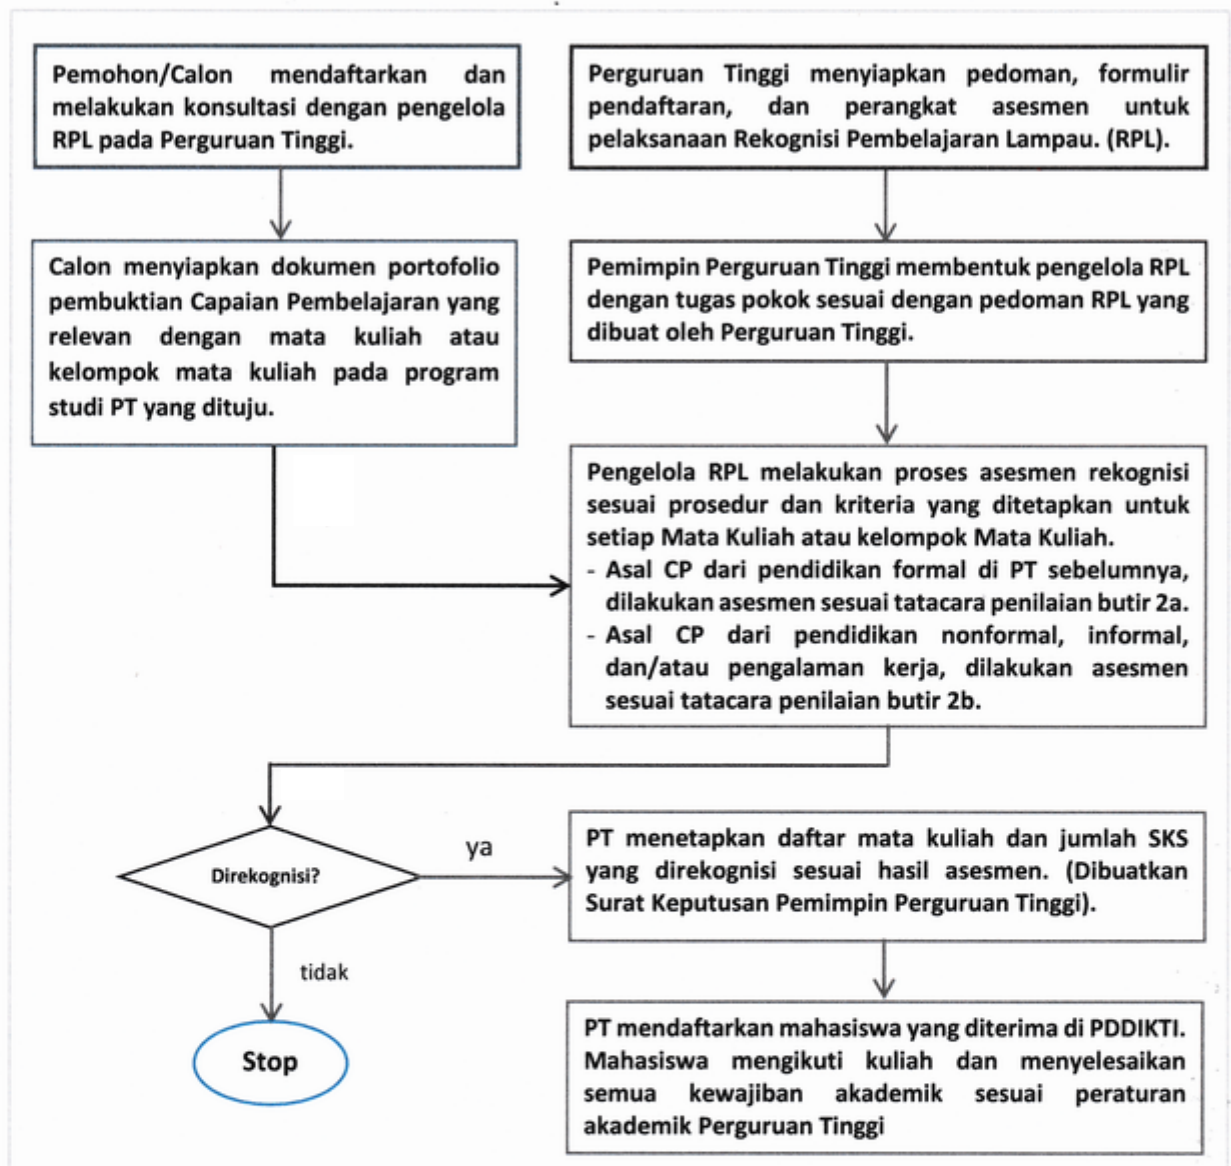 Pemohon/Calon mendaftarkan dan
melakukan konsultasi dengan pengelola
RPL pada Perguruan Tinggi.
Perguruan Tinggi menyiapkan pedoman, formulir
pendaftaran, dan perangkat asesmen untuk
pelaksanaan Rekognisi Pembelajaran Lampau. (RPL).
Calon menyiapkan dokumen portofolio
pembuktian Capaian Pembelajaran yang
relevan dengan mata kuliah atau
kelompok mata kuliah pada program
studi PT yang dituju.
Pemimpin Perguruan Tinggi membentuk pengelola RPL
dengan tugas pokok sesuai dengan pedoman RPL yang
dibuat oleh Perguruan Tinggi.
Pengelola RPL melakukan proses asesmen rekognisi
sesuai prosedur dan kriteria yang ditetapkan untuk
setiap Mata Kuliah atau kelompok Mata Kuliah.
- Asal CP dari pendidikan formal di PT sebelumnya,
dilakukan asesmen sesuai tatacara penilaian butir 2a.
- Asal CP dari pendidikan nonformal, informal,
dan/atau pengalaman kerja, dilakukan asesmen
sesuai tatacara penilaian butir 2b.
Direkognisi?
ya
PT menetapkan daftar mata kuliah dan jumlah SKS
yang direkognisi sesuai hasil asesmen. (Dibuatkan
Surat Keputusan Pemimpin Perguruan Tinggi).
tidak
Stop
PT mendaftarkan mahasiswa yang diterima di PDDIKTI.
Mahasiswa mengikuti kuliah dan menyelesaikan
semua kewajiban akademik sesuai peraturan
akademik Perguruan Tinggi